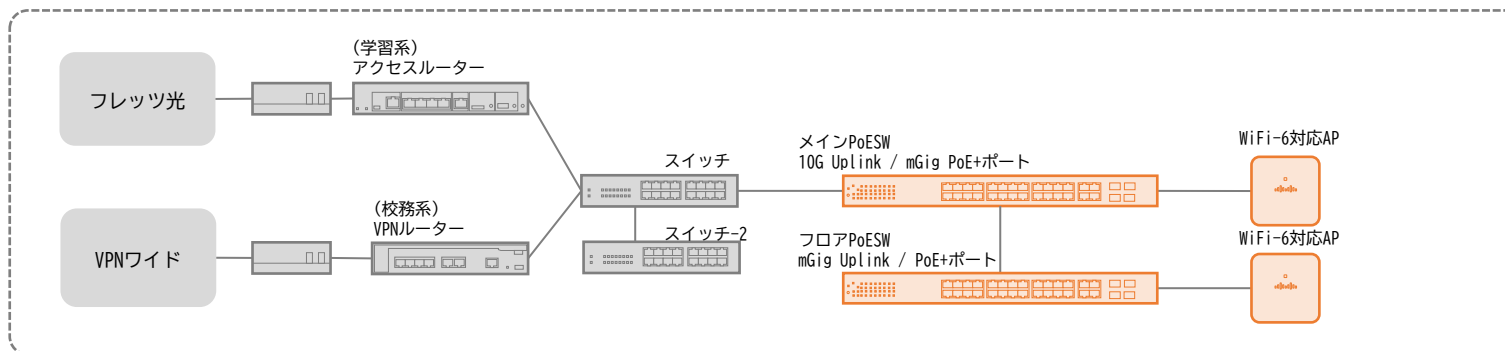 フレッツ光
(学習系)
アクセスルーター
VPNワイド
(校務系)
VPNルーター
スイッチ
スイッチ-2
メインPoESW
10G Uplink / mGig PoE+ポート
フロアPoESW
mGig Uplink / PoE+ポート
WiFi-6対応AP
WiFi-6対応AP